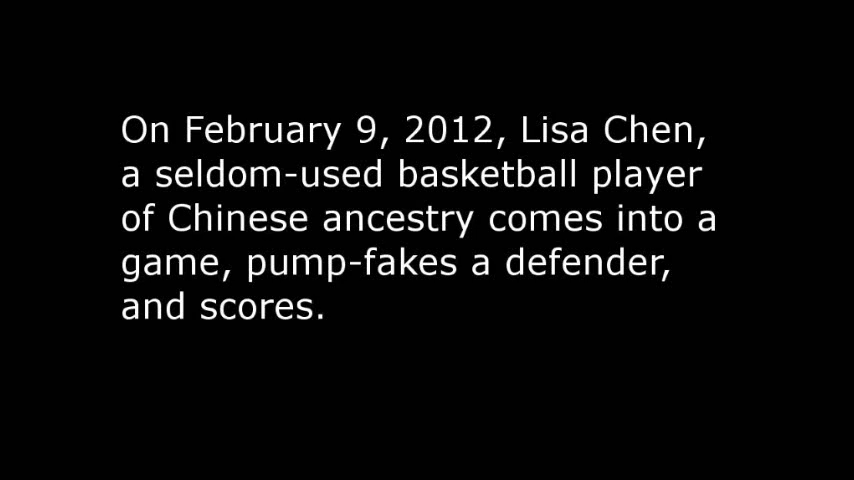 On February 9, 2012, Lisa Chen,
a seldom-used basketball player
of Chinese ancestry comes into a
game, pump-fakes a defender,
and scores.